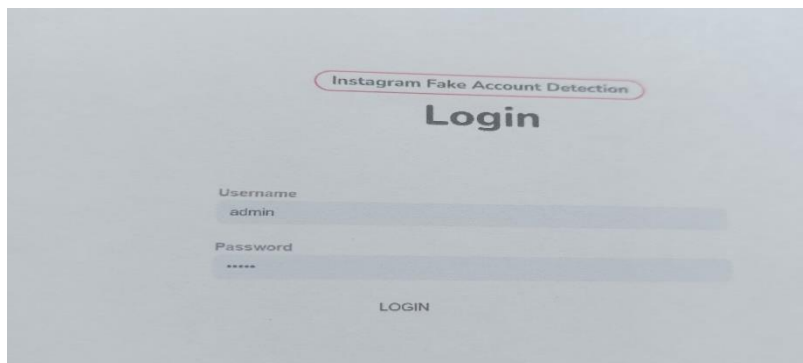 Instagram Fake Account Detection
Login
Username
admin
Password
•••••
LOGIN